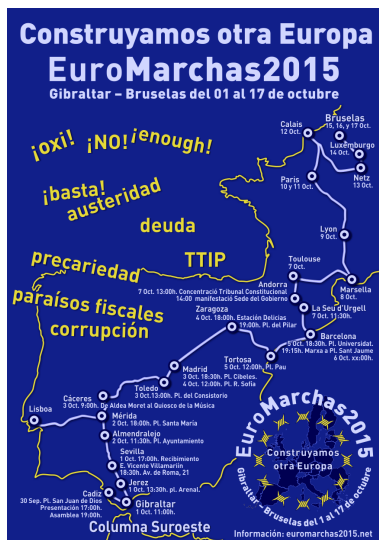 Construyamos otra Europa
EuroMarchas2015
Gibraltar – Bruselas del 01 al 17 de octubre
¡oxi!
¡NO!
¡enough!
¡basta!
austeridad
deuda
TTIP
precariedad
paraísos fiscales
corrupción
Bruselas
15, 16, y 17 Oct.
Calais
12 Oct.
Luxemburgo
14 Oct.
Netz
13 Oct.
Paris
10 y 11 Oct.
Lyon
9 Oct.
Toulouse
7 Oct.
Marsella
8 Oct.
Andorra
7 Oct. 13:00h. Concentració Tribunal Constitucional
14:00 manifestació Sede del Gobierno
La Seu d'Urgell
7 Oct. 11:30h.
Zaragoza
4 Oct. 18:00h. Estación Delicias
19:00h. Pl. del Pilar
Barcelona
5 Oct. 18:30h. Pl. Universitat.
19:15h. Marxa a Pl. Sant Jaume
6 Oct. xx:00h.
Tortosa
5 Oct. 12:00h. Pl. Pau
Madrid
3 Oct. 18:30h. Pl. Cibeles.
4 Oct. 12:00h. Pl. R. Sofía
Toledo
3 Oct.13:00h. Pl. del Consistorio
Cáceres
3 Oct. 9:00h. De Aldea Moret al Quiosco de la Música
Lisboa
Mérida
2 Oct. 18:00h. Pl. Santa María
Almendralejo
2 Oct. 11:30h. Pl. Ayuntamiento
Sevilla
1 Oct. 17:00h. Recibimiento
E. Vicente Villamariín
18:30h. Av. de Roma, 21
Jerez
1 Oct. 13:30h. pl. Arenal.
Cadiz
30 Sep. Pl. San Juan de Dios
Presentación 17:00h.
Asamblee 19:00h.
Gibraltar
1 Oct. 11:00h.
Columna Suroeste
EuroMarchas2015
Construyamos
otra Europa
Gibraltar – Bruselas del 1 al 17 de octubre
Información: euromarchas2015.net